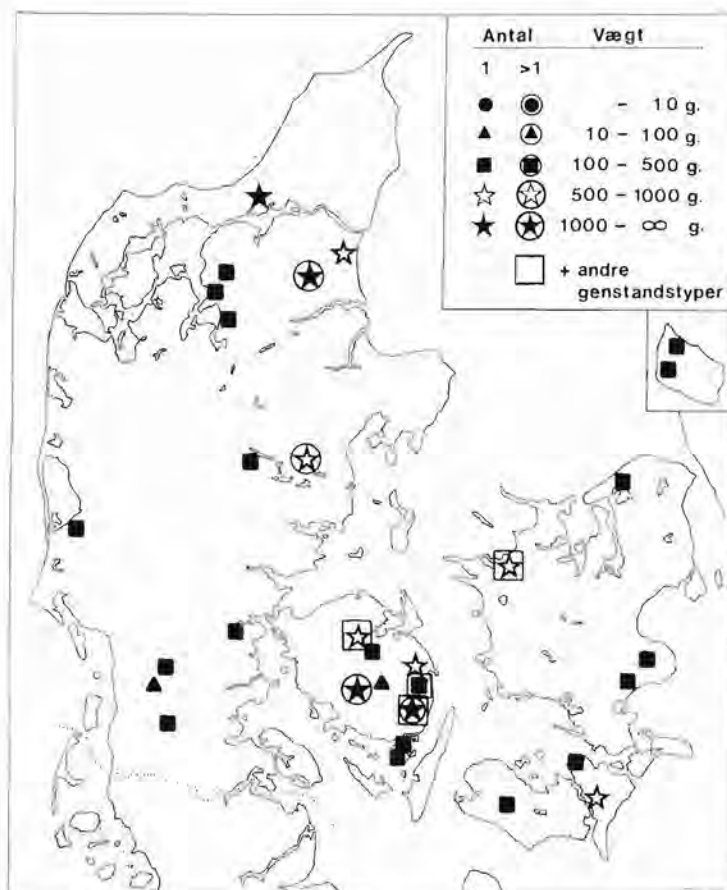 Antal Vægt
1 >1
- 10 g.
10 - 100 g.
100 - 500 g.
500 - 1000 g.
1000 - ∞ g.
+ andre
genstandstyper